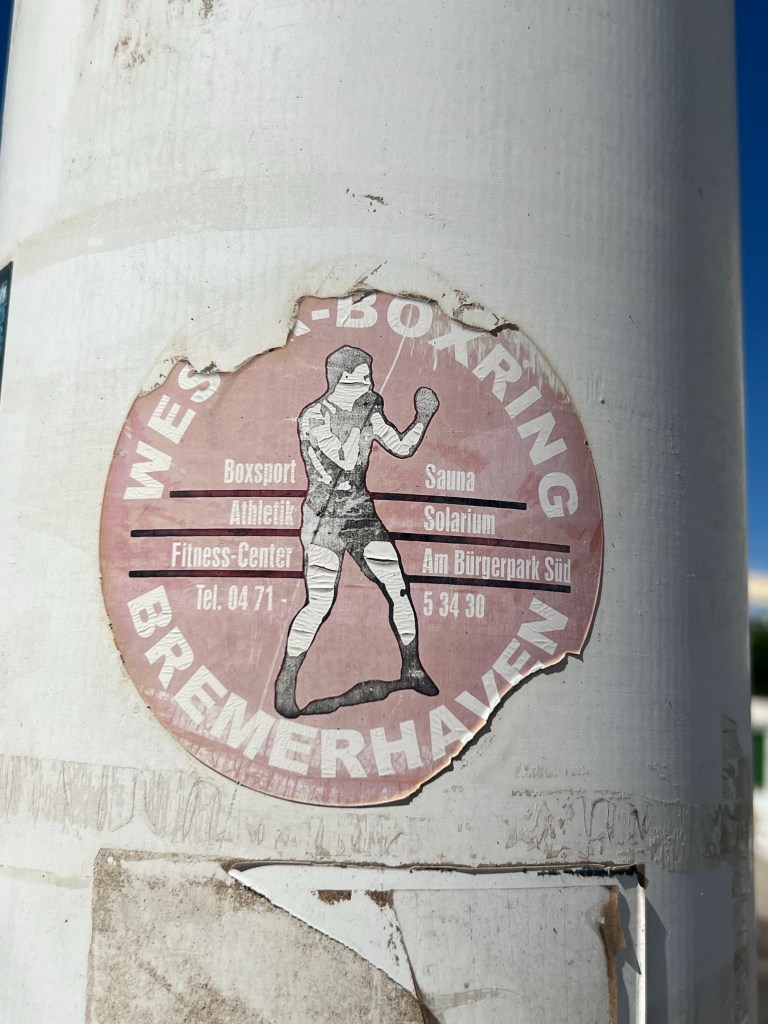 -BOXRING
Boxsport Sauna
Athletik Solarium
Fitness-Center Am Bürgerpark Süd
Tel. 04 71 - 5 34 30
BREMERHAVEN